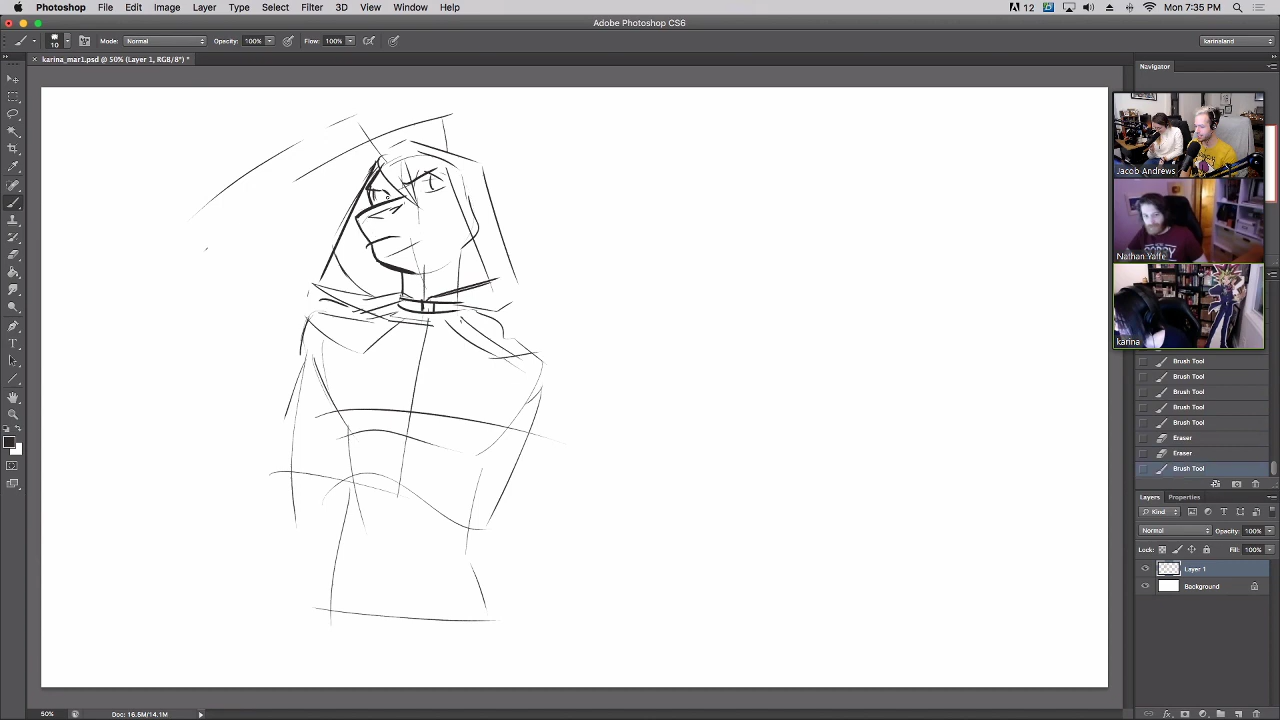 Photoshop File Edit Image Layer Type Select Filter 3D View Window Help 12 Mon 7:35 PM
Adobe Photoshop CS6
10 Mode: Normal Opacity: 100% Flow: 100% karinaland
karina_mar1.psd @ 50% (Layer 1, RGB/8*) *
Navigator
Jacob Andrews
Nathan Yaffe
karina
Brush Tool
Brush Tool
Brush Tool
Brush Tool
Brush Tool
Eraser
Eraser
Brush Tool
Layers Properties
Kind
Normal Opacity: 100%
Lock: Fill: 100%
Layer 1
Background
50% Doc: 16.5M/14.1M